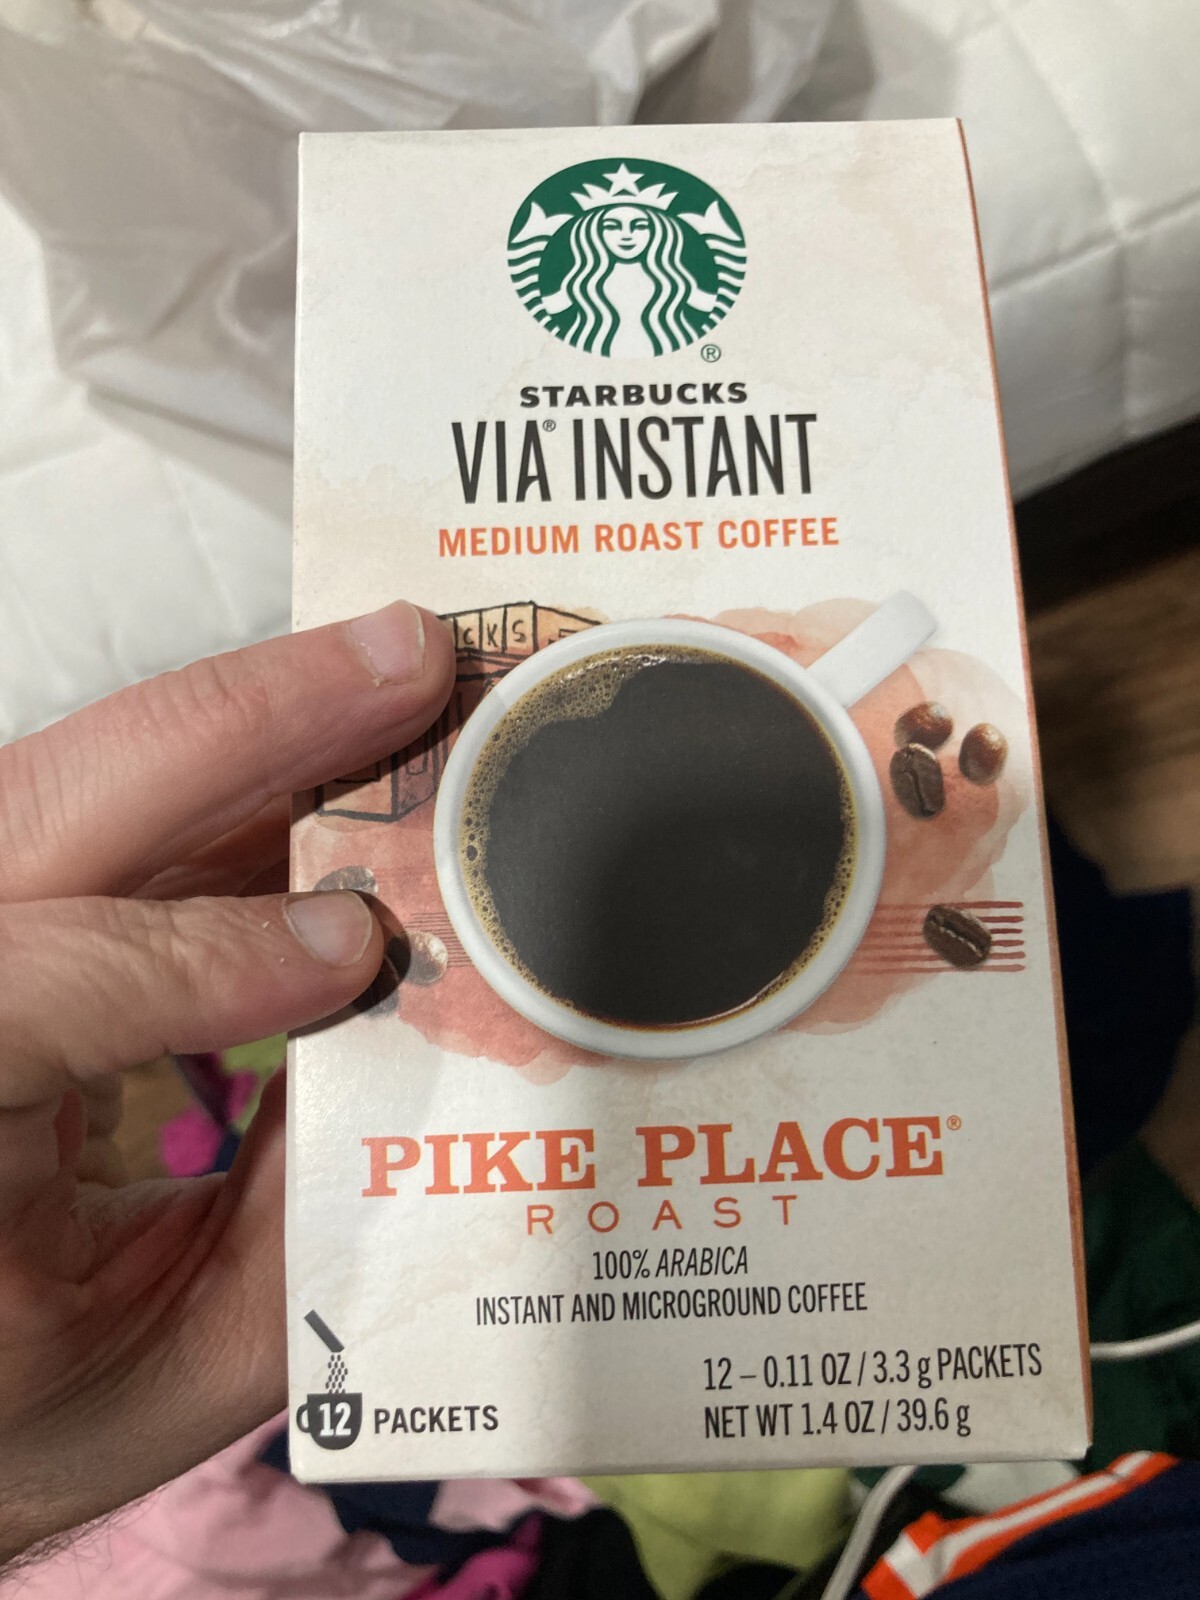 ®
STARBUCKS
VIA® INSTANT
MEDIUM ROAST COFFEE
CKS
PIKE PLACE®
ROAST
100% ARABICA
INSTANT AND MICROGROUND COFFEE
12 – 0.11 OZ / 3.3 g PACKETS
NET WT 1.4 OZ / 39.6 g
12 PACKETS